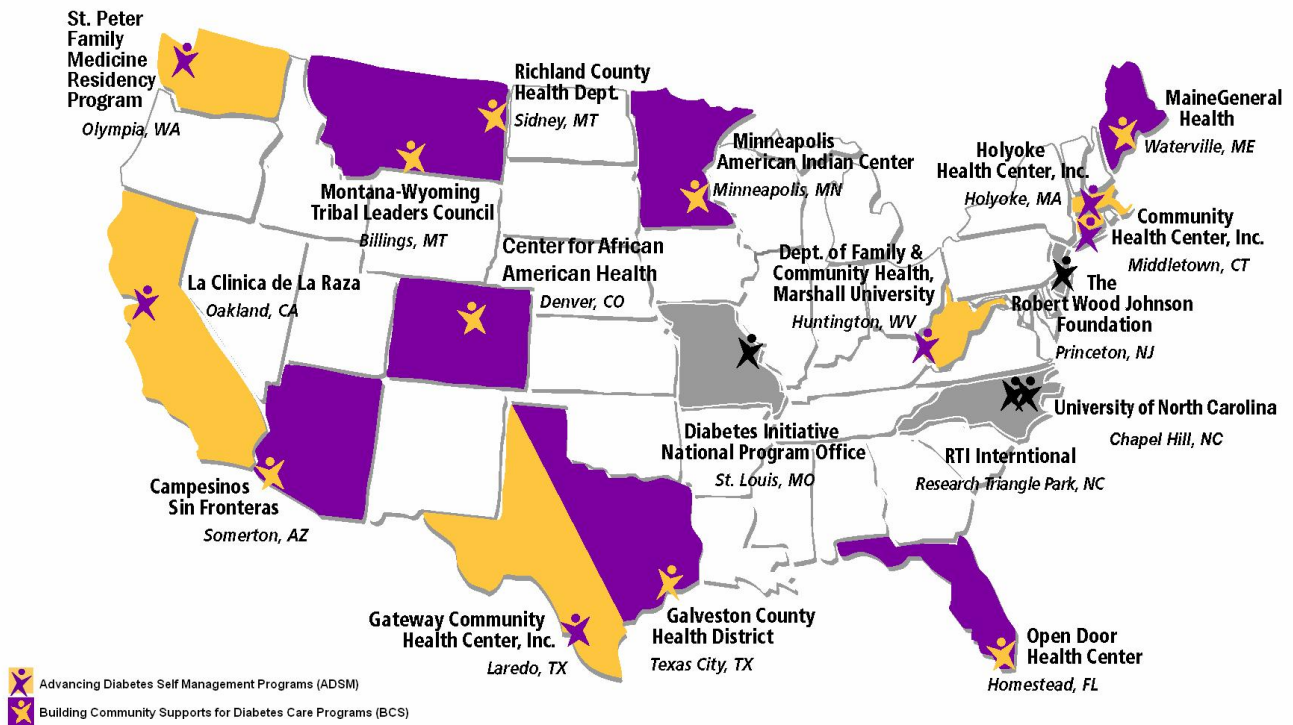 St. Peter
Family
Medicine
Residency
Program
Olympia, WA
Richland County
Health Dept.
Sidney, MT
Montana-Wyoming
Tribal Leaders Council
Billings, MT
Minneapolis
American Indian Center
Minneapolis, MN
MaineGeneral
Health
Waterville, ME
Holyoke
Health Center, Inc.
Holyoke, MA
Community
Health Center, Inc.
Middletown, CT
La Clinica de La Raza
Oakland, CA
Center for African
American Health
Denver, CO
Dept. of Family &
Community Health,
Marshall University
Huntington, WV
The
Robert Wood Johnson
Foundation
Princeton, NJ
Diabetes Initiative
National Program Office
St. Louis, MO
University of North Carolina
Chapel Hill, NC
RTI Interntional
Research Triangle Park, NC
Campesinos
Sin Fronteras
Somerton, AZ
Gateway Community
Health Center, Inc.
Laredo, TX
Galveston County
Health District
Texas City, TX
Open Door
Health Center
Homestead, FL
Advancing Diabetes Self Management Programs (ADSM)
Building Community Supports for Diabetes Care Programs (BCS)